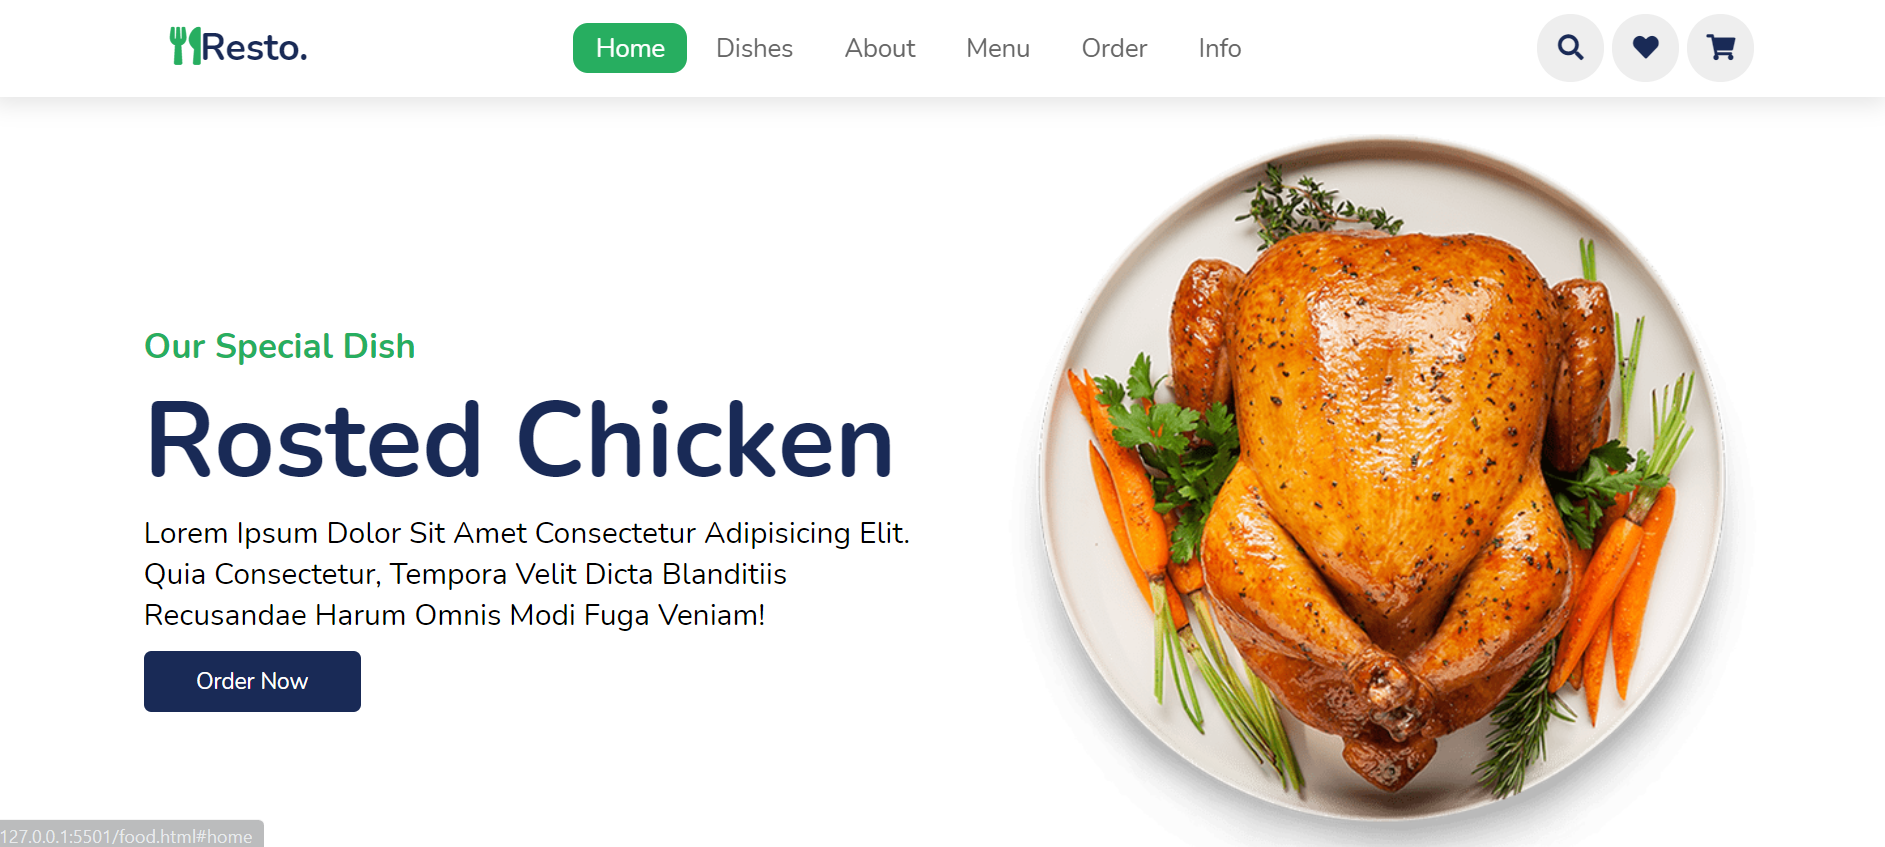 Resto.
Home Dishes About Menu Order Info
Our Special Dish
Rosted Chicken
Lorem Ipsum Dolor Sit Amet Consectetur Adipisicing Elit.
Quia Consectetur, Tempora Velit Dicta Blanditiis
Recusandae Harum Omnis Modi Fuga Veniam!
Order Now
127.0.0.1:5501/food.html#home